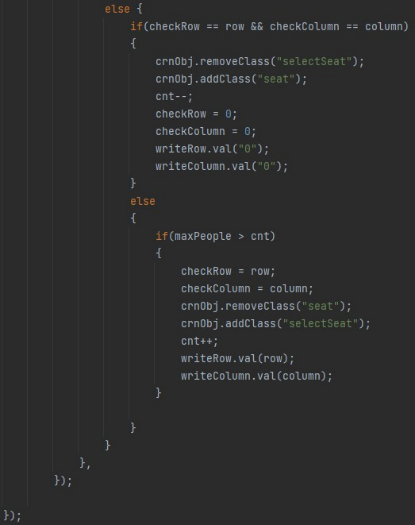 else {
if(checkRow == row && checkColumn == column)
{
crnObj.removeClass("selectSeat");
crnObj.addClass("seat");
cnt--;
checkRow = 0;
checkColumn = 0;
writeRow.val("0");
writeColumn.val("0");
}
else
{
if(maxPeople > cnt)
{
checkRow = row;
checkColumn = column;
crnObj.removeClass("seat");
crnObj.addClass("selectSeat");
cnt++;
writeRow.val(row);
writeColumn.val(column);
}
}
}
},
});
});